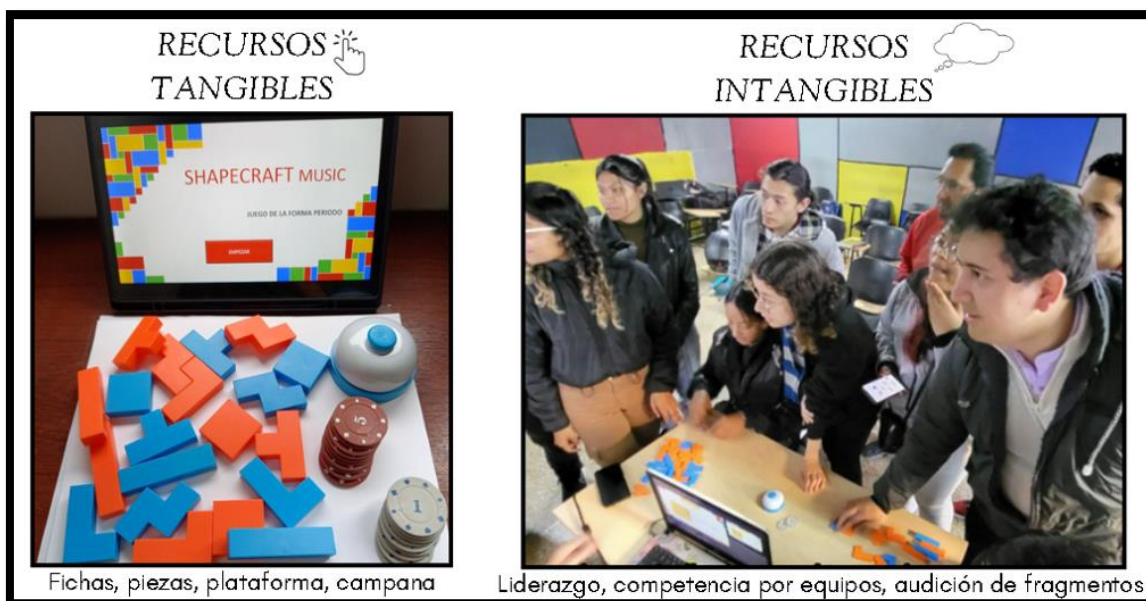 RECURSOS
TANGIBLES
RECURSOS
INTANGIBLES
SHAPECRAFT MUSIC
JUEGO DE LA FORMA PERIODO
EMPEZAR
5
1
Fichas, piezas, plataforma, campana
Liderazgo, competencia por equipos, audición de fragmentos